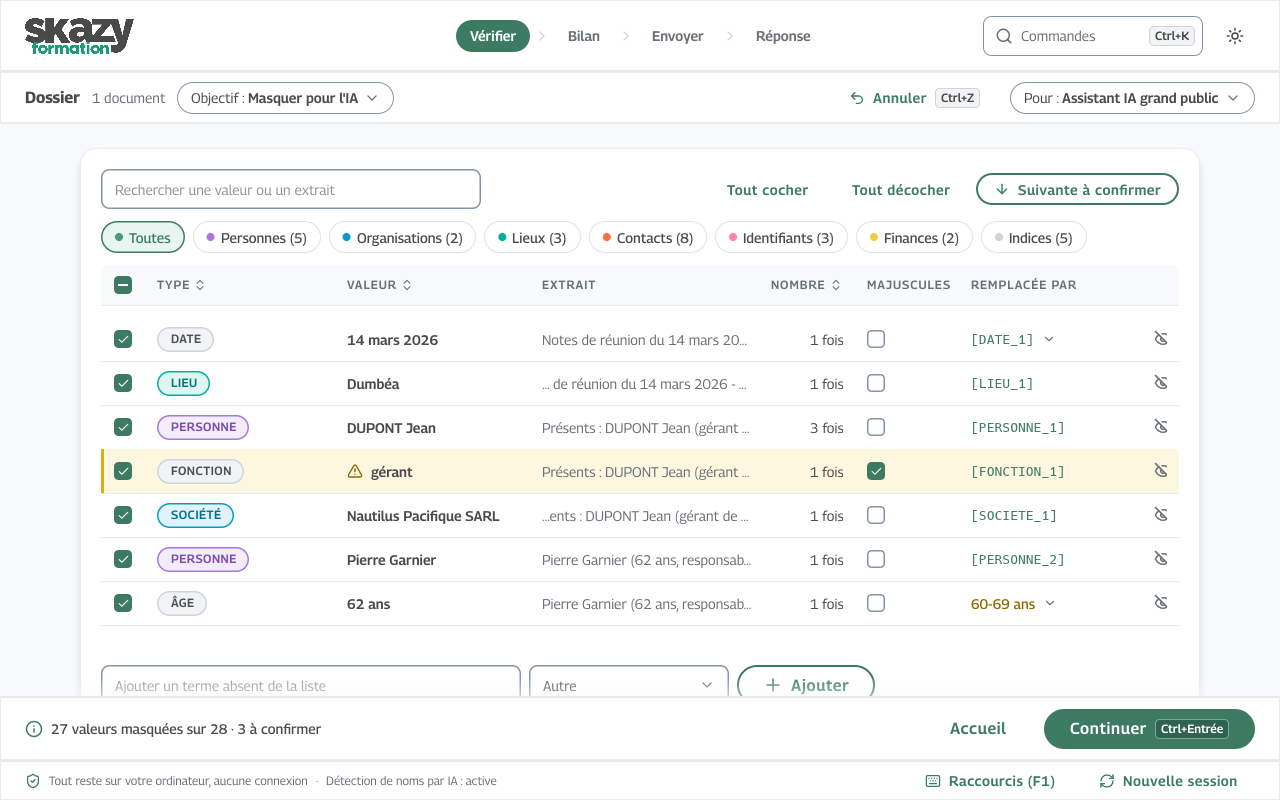 skazy
formation
Vérifier
Bilan
Envoyer
Réponse
Commandes
Ctrl+K
Dossier
1 document
Objectif : Masquer pour l'IA
Annuler
Ctrl+Z
Pour : Assistant IA grand public
Rechercher une valeur ou un extrait
Tout cocher
Tout décocher
Suivante à confirmer
Toutes
Personnes (5)
Organisations (2)
Lieux (3)
Contacts (8)
Identifiants (3)
Finances (2)
Indices (5)
TYPE VALEUR EXTRAIT NOMBRE MAJUSCULES REMPLACÉE PAR
DATE 14 mars 2026 Notes de réunion du 14 mars 20... 1 fois [DATE_1]
LIEU Dumbéa ... de réunion du 14 mars 2026 - ... 1 fois [LIEU_1]
PERSONNE DUPONT Jean Présents : DUPONT Jean (gérant ... 3 fois [PERSONNE_1]
FONCTION gérant Présents : DUPONT Jean (gérant ... 1 fois [FONCTION_1]
SOCIÉTÉ Nautilus Pacifique SARL ...ents : DUPONT Jean (gérant de ... 1 fois [SOCIETE_1]
PERSONNE Pierre Garnier Pierre Garnier (62 ans, responsab... 1 fois [PERSONNE_2]
ÂGE 62 ans Pierre Garnier (62 ans, responsab... 1 fois 60-69 ans
Ajouter un terme absent de la liste
Autre
Ajouter
27 valeurs masquées sur 28 · 3 à confirmer
Accueil
Continuer
Ctrl+Entrée
Tout reste sur votre ordinateur, aucune connexion · Détection de noms par IA : active
Raccourcis (F1)
Nouvelle session